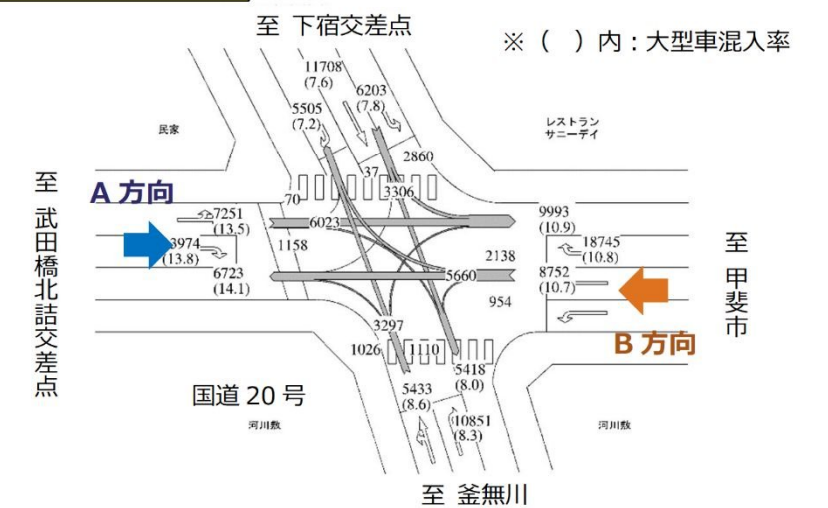 至 下宿交差点
※（ ）内：大型車混入率
11708
(7.6)
6203
(7.8)
5505
(7.2)
民家
レストラン
サニーデイ
2860
37
3306
70
至 武田橋北詰交差点
A 方向
7251
(13.5)
6023
9993
(10.9)
3974
(13.8)
1158
2138
18745
(10.8)
至 甲斐市
6723
(14.1)
5660
8752
(10.7)
954
B 方向
3297
1026
1110
5418
(8.0)
国道 20 号
5433
(8.6)
10851
(8.3)
河川敷
河川敷
至 釜無川